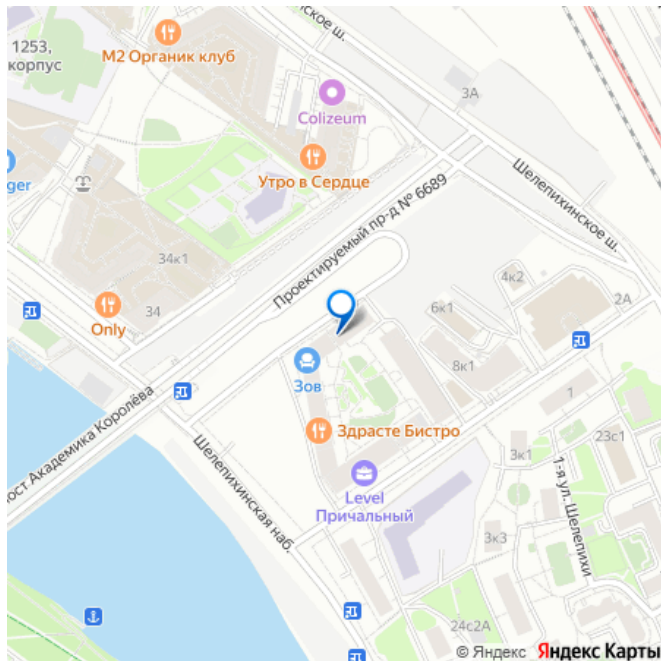 1253,
корпус
М2 Органик клуб
Colizeum
Утро в Сердце
ger
34к1
34
Only
Шелепихинское ш.
3А
Шелепихинское ш.
Проектируемый пр-д № 6689
4к2
2А
6к1
8к1
Зов
Здрасте Бистро
Level
Причальный
ост Академика Королёва
Шелепихинская наб.
1
3к1
23с1
1-я ул. Шелепихи
3к3
24с2А
© Яндекс Яндекс Карты